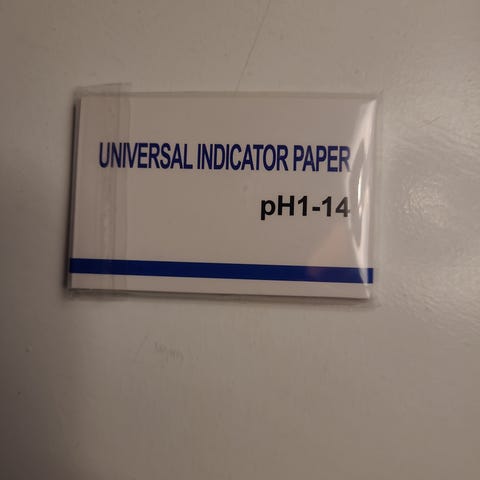 UNIVERSAL INDICATOR PAPER
pH1-14